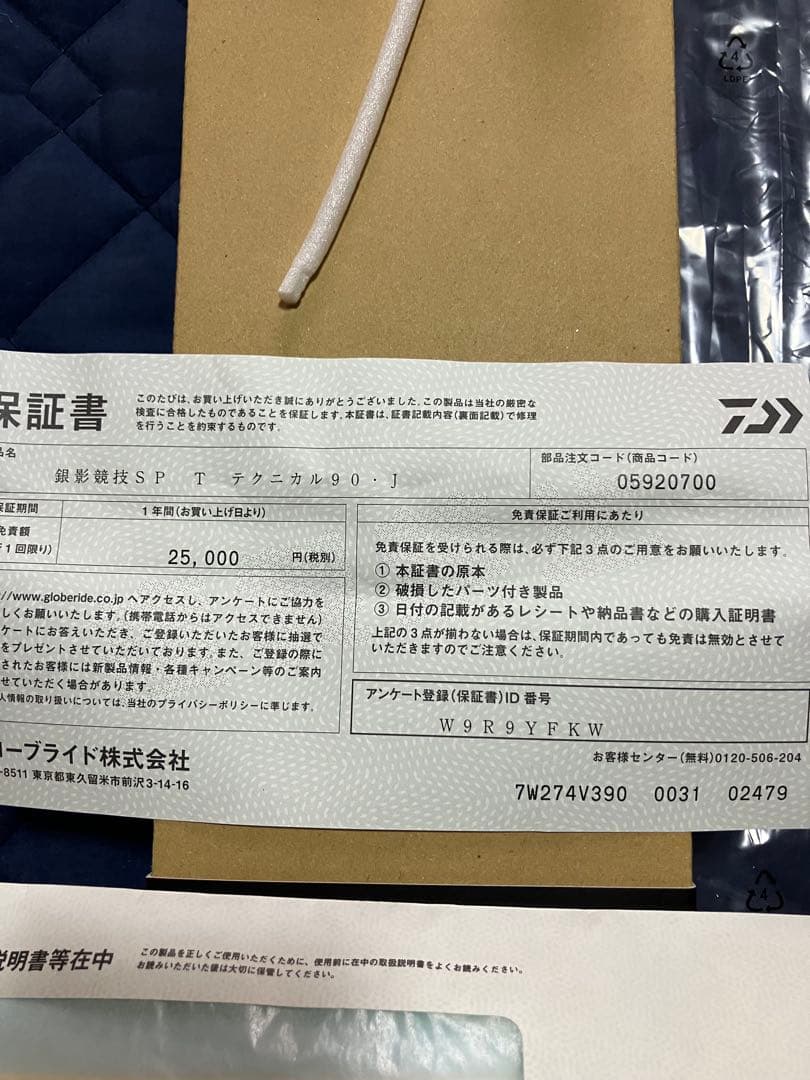 4
LDPE
保証書
このたびは、お買い上げいただき誠にありがとうございました。この製品は当社の厳密な
検査に合格したものであることを保証します。本証書は、証書記載内容(裏面記載)で修理
を行うことを約束するものです。
品名
銀影競技SP T テクニカル90・J
部品注文コード(商品コード)
05920700
保証期間
1年間(お買い上げ日より)
免責額
1回限り)
25,000
円(税別)
免責保証ご利用にあたり
免責保証を受けられる際は、必ず下記3点のご用意をお願いいたします。
① 本証書の原本
② 破損したパーツ付き製品
③ 日付の記載があるレシートや納品書などの購入証明書
上記の3点が揃わない場合は、保証期間内であっても免責は無効とさせて
いただきますのでご注意ください。
//www.globeride.co.jp へアクセスし、アンケートにご協力を
しくお願いいたします。(携帯電話からはアクセスできません)
ケートにお答えいただき、ご登録いただいたお客様に抽選で
をプレゼントさせていただいております。また、ご登録の際に
されたお客様には新製品情報・各種キャンペーン等のご案内
せていただく場合があります。
人情報の取り扱いについては、当社のプライバシーポリシーに準じます。
アンケート登録(保証書)ID番号
W9R9YFKW
ローブライド株式会社
-8511 東京都東久留米市前沢3-14-16
お客様センター(無料)0120-506-204
7W274V390 0031 02479
4
説明書等在中
この製品を正しくご使用いただくために、使用前に在中の取扱説明書をよくお読みください。
お読みいただいた後は大切に保管してください。